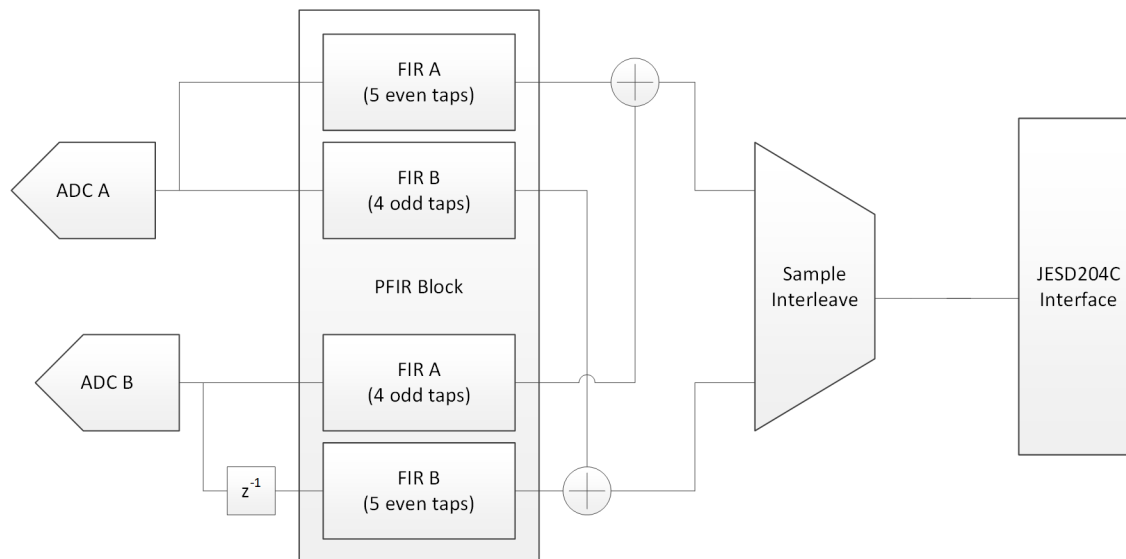 FIR A
(5 even taps)
ADC A
FIR B
(4 odd taps)
PFIR Block
Sample
Interleave
JESD204C
Interface
ADC B
FIR A
(4 odd taps)
z⁻¹
FIR B
(5 even taps)